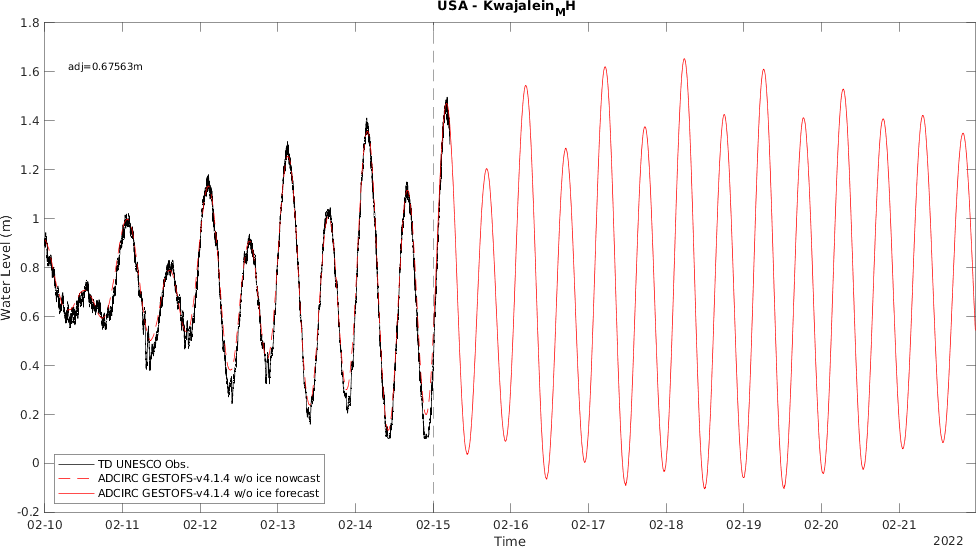 USA - Kwajalein_MH
1.8
1.6
1.4
1.2
1
0.8
0.6
0.4
0.2
0
-0.2
Water Level (m)
adj=0.67563m
TD UNESCO Obs.
ADCIRC GESTOFS-v4.1.4 w/o ice nowcast
ADCIRC GESTOFS-v4.1.4 w/o ice forecast
02-10 02-11 02-12 02-13 02-14 02-15 02-16 02-17 02-18 02-19 02-20 02-21
Time
2022